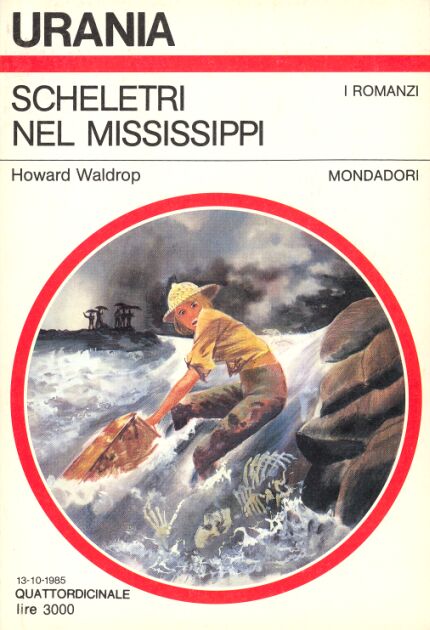 URANIA
SCHELETRI
NEL MISSISSIPPI
I ROMANZI
Howard Waldrop
MONDADORI
13-10-1985
QUATTORDICINALE
lire 3000